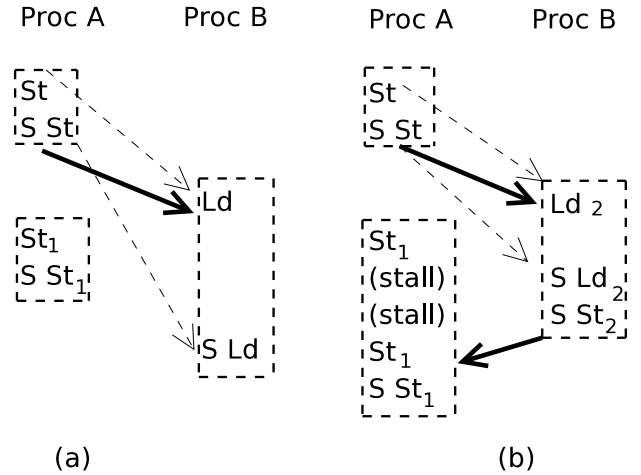 Proc A Proc B Proc A Proc B
St
S St
Ld
St₁
S St₁
S Ld
(a)
St
S St
Ld ₂
St₁
(stall)
(stall)
St₁
S St₁
S Ld₂
S St₂
(b)